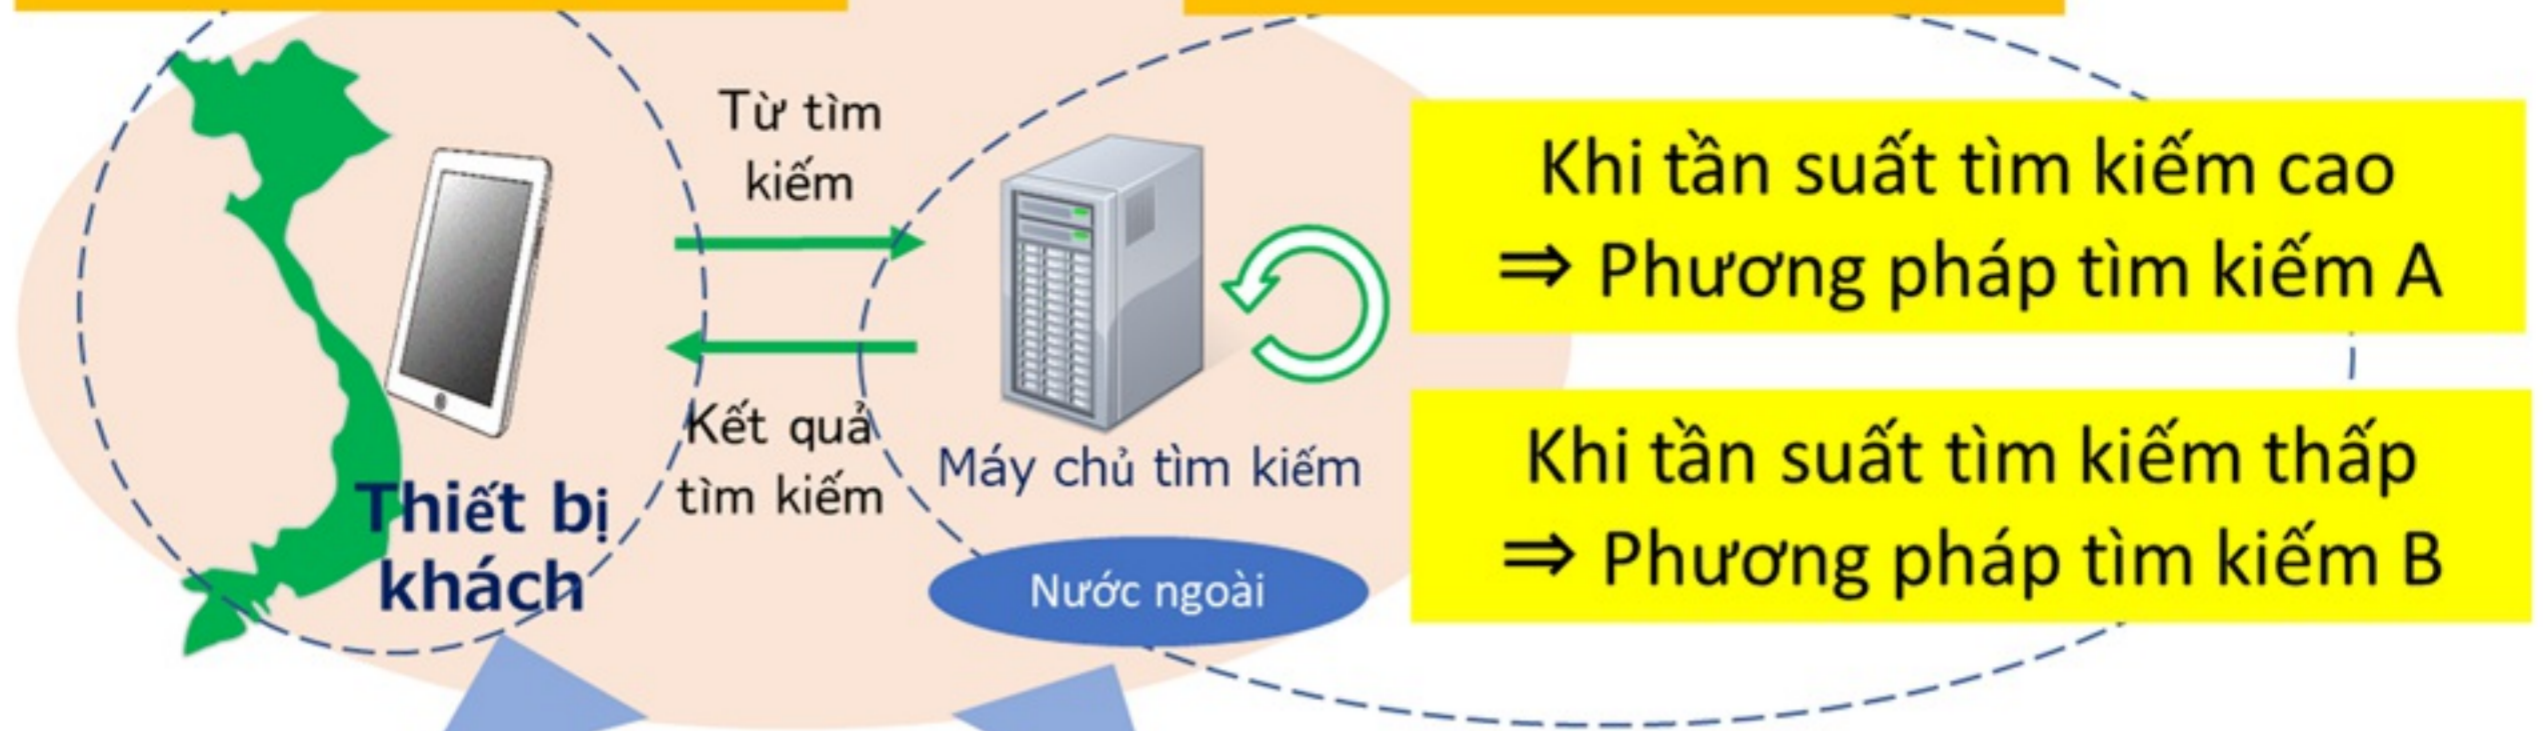 Từ tìm
kiếm
Kết quả
tìm kiếm
Thiết bị
khách
Máy chủ tìm kiếm
Nước ngoài
Khi tần suất tìm kiếm cao
⇒ Phương pháp tìm kiếm A
Khi tần suất tìm kiếm thấp
⇒ Phương pháp tìm kiếm B